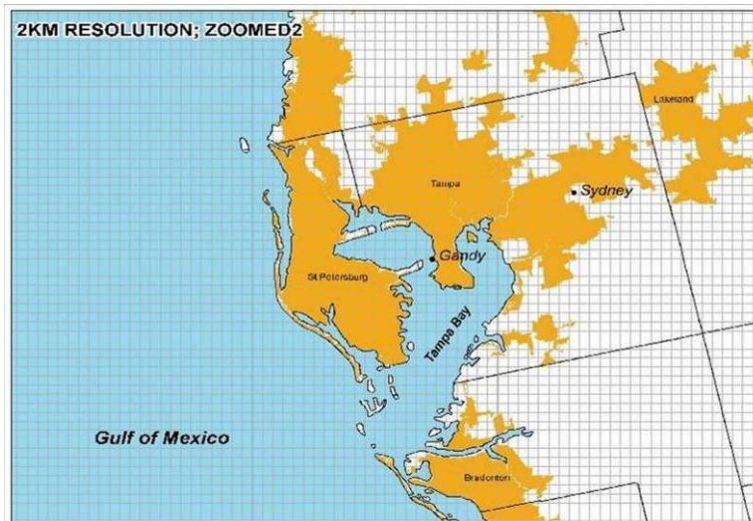 2KM RESOLUTION; ZOOMED2
Lakeland
Tampa
Sydney
Gandy
St Petersburg
Tampa Bay
Gulf of Mexico
Bradenton